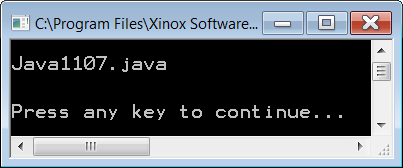 C:\Program Files\Xinox Software...
Java1107.java
Press any key to continue...